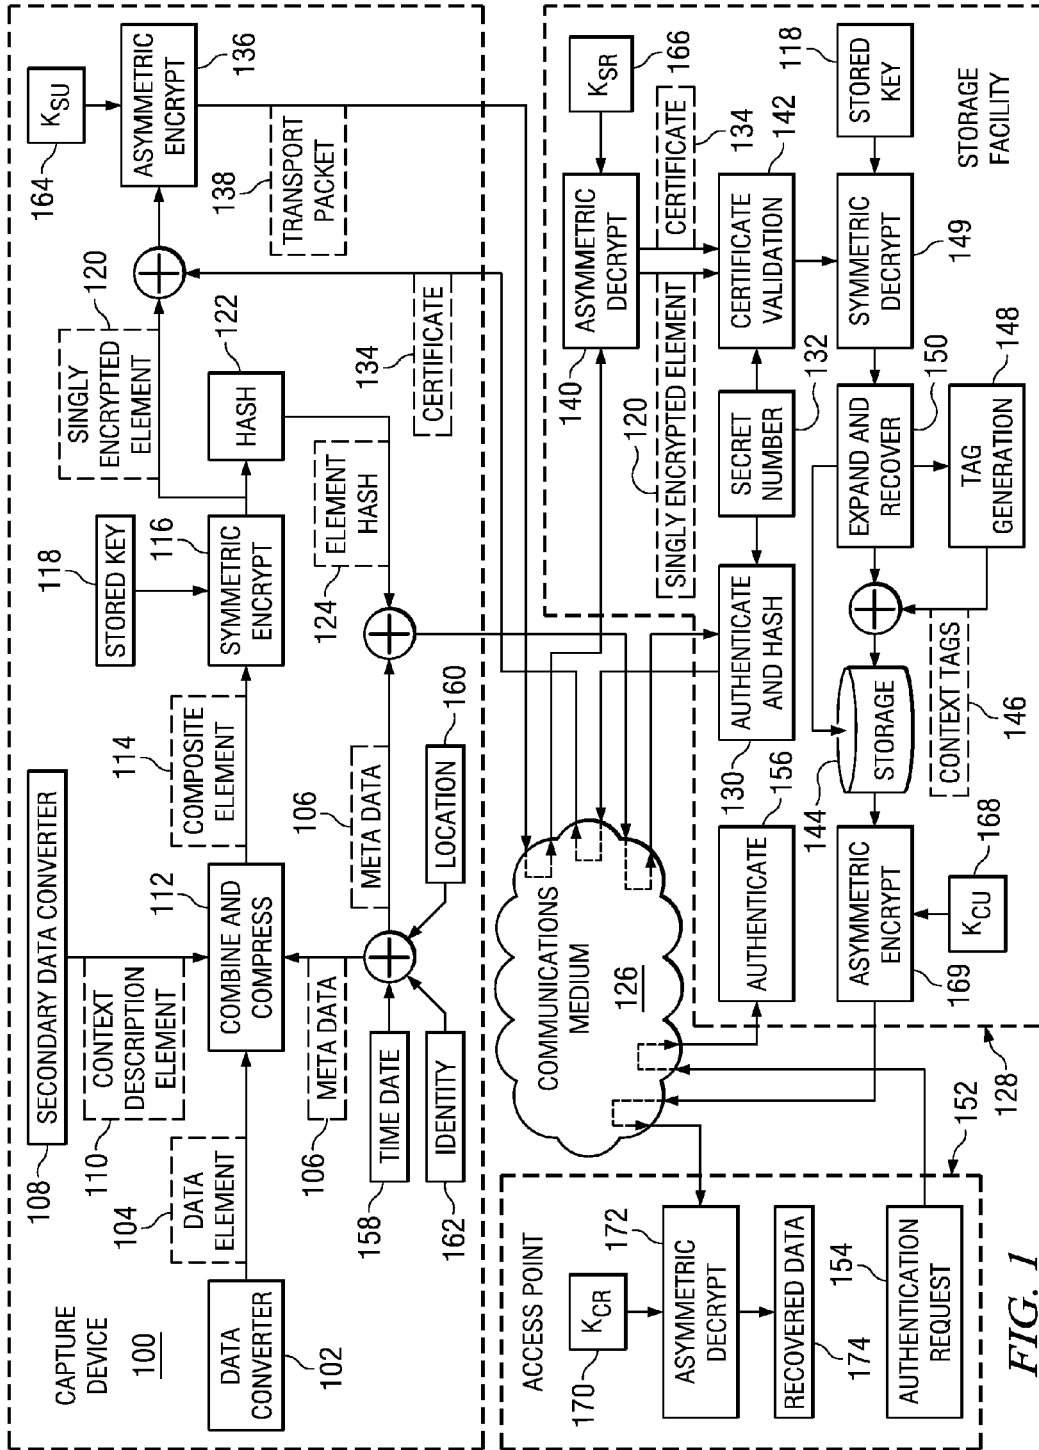 CAPTURE
DEVICE
100
DATA
CONVERTER
102
DATA
ELEMENT
104
SECONDARY DATA CONVERTER
108
CONTEXT
DESCRIPTION
ELEMENT
110
COMBINE AND
COMPRESS
112
META DATA
106
TIME DATE
158
IDENTITY
162
LOCATION
160
META DATA
106
COMPOSITE
ELEMENT
114
STORED KEY
118
SYMMETRIC
ENCRYPT
116
SINGLY
ENCRYPTED
ELEMENT
120
HASH
122
ELEMENT
HASH
124
CERTIFICATE
134
KSU
164
ASYMMETRIC
ENCRYPT
136
TRANSPORT
PACKET
138
COMMUNICATIONS
MEDIUM
126
ACCESS POINT
KCR
170
ASYMMETRIC
DECRYPT
172
RECOVERED DATA
174
AUTHENTICATION
REQUEST
154
152
128
AUTHENTICATE
156
AUTHENTICATE
AND HASH
130
SECRET
NUMBER
132
SINGLY ENCRYPTED ELEMENT
120
ASYMMETRIC
DECRYPT
140
KSR
166
CERTIFICATE
134
CERTIFICATE
VALIDATION
142
STORED
KEY
118
SYMMETRIC
DECRYPT
149
EXPAND AND
RECOVER
150
TAG
GENERATION
148
CONTEXT TAGS
146
STORAGE
144
ASYMMETRIC
ENCRYPT
169
KCU
168
STORAGE
FACILITY
FIG. 1